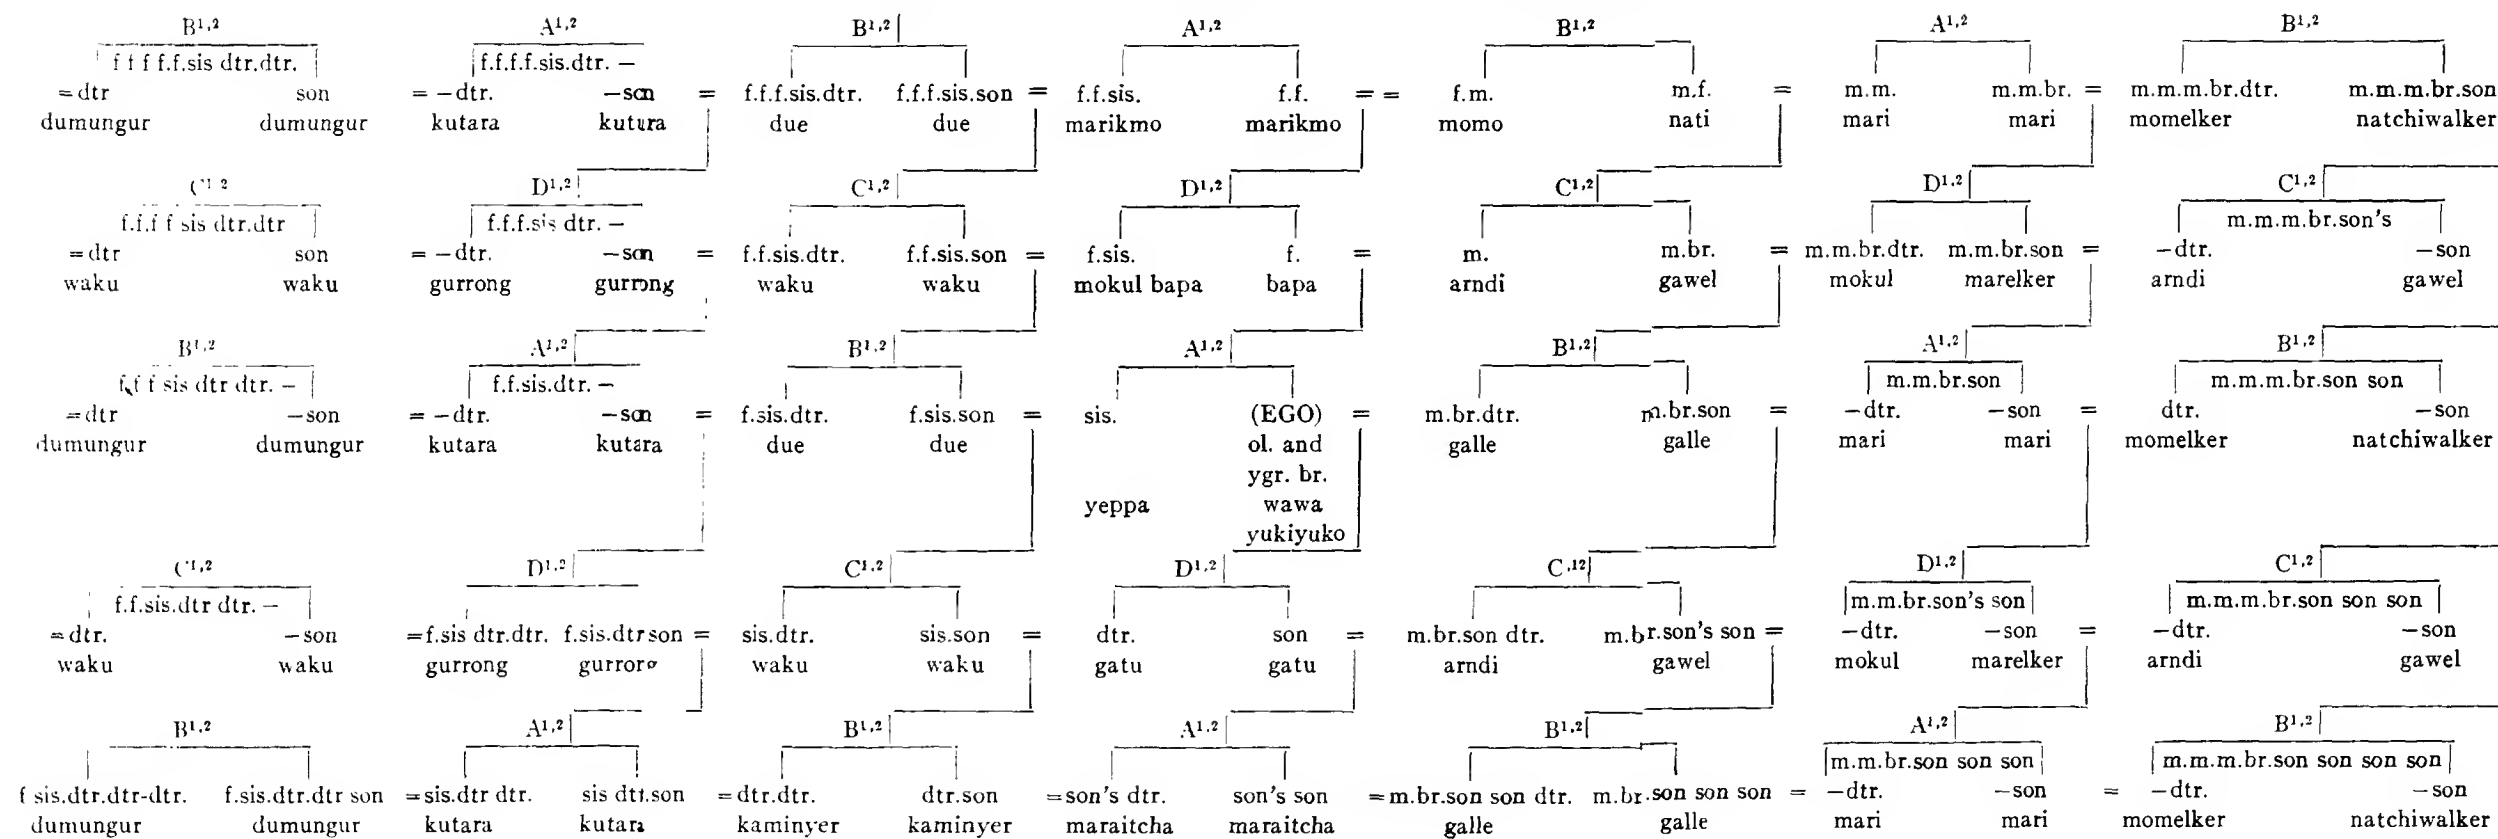 B¹,² A¹,² B¹,² A¹,² B¹,² A¹,² B¹,²
f f f f.f.sis dtr.dtr. f.f.f.f.sis.dtr. –
=dtr son = –dtr. –son = f.f.f.sis.dtr. f.f.f.sis.son = f.f.sis. f.f. = = f.m. m.f. = m.m. m.m.br. = m.m.m.br.dtr. m.m.m.br.son
dumungur dumungur kutara kutura due due marikmo marikmo momo nati mari mari momelker natchiwalker
C¹,² D¹,² C¹,² D¹,² C¹,² D¹,² C¹,²
f.f.f f sis dtr.dtr f.f.f.sis dtr. – m.m.m.br.son's
=dtr son = –dtr. –son = f.f.sis.dtr. f.f.sis.son = f.sis. f. = m. m.br. = m.m.br.dtr. m.m.br.son = –dtr. –son
waku waku gurrong gurrong waku waku mokul bapa bapa arndi gawel mokul marelker arndi gawel
B¹,² A¹,² B¹,² A¹,² B¹,² A¹,² B¹,²
f.f f sis dtr dtr. – f.f.sis.dtr. – m.m.br.son m.m.m.br.son son
=dtr –son = –dtr. –son = f.sis.dtr. f.sis.son = sis. (EGO) = m.br.dtr. m.br.son = –dtr. –son = dtr. –son
dumungur dumungur kutara kutara due due ol. and galle galle mari mari momelker natchiwalker
ygr. br.
yeppa wawa
yukiyuko
C¹,² D¹,² C¹,² D¹,² C,¹² D¹,² C¹,²
f.f.sis.dtr dtr. – m.m.br.son's son m.m.m.br.son son son
=dtr. –son =f.sis dtr.dtr. f.sis.dtr son = sis.dtr. sis.son = dtr. son = m.br.son dtr. m.br.son's son = –dtr. –son = –dtr. –son
waku waku gurrong waku waku gatu gatu arndi gawel mokul marelker arndi gawel
B¹,² A¹,² B¹,² A¹,² B¹,² A¹,² B¹,²
m.m.br.son son son m.m.m.br.son son son son
f sis.dtr.dtr-dtr. f.sis.dtr.dtr son =sis.dtr dtr. sis dtr.son =dtr.dtr. dtr.son =son's dtr. son's son =m.br.son son dtr. m.br.son son son = –dtr. –son = –dtr. –son
dumungur dumungur kutara kutara kaminyer kaminyer maraitcha maraitcha galle galle mari mari momelker natchiwalker